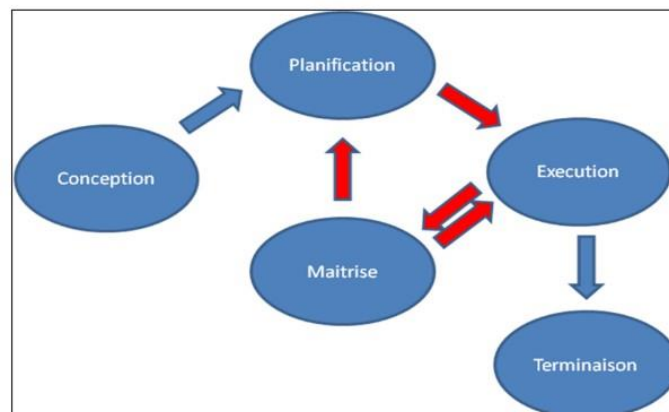 Planification
Conception
Execution
Maitrise
Terminaison